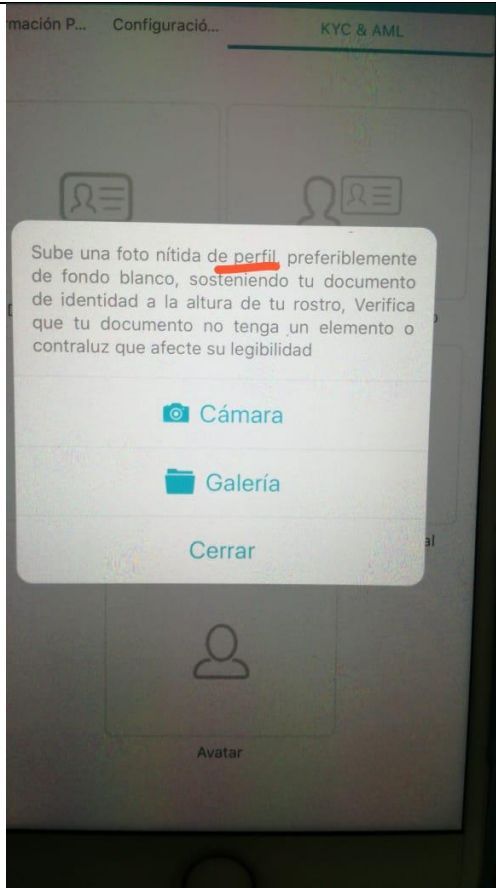 mación P...
Configuració...
KYC & AML
Sube una foto nítida de perfil, preferiblemente
de fondo blanco, sosteniendo tu documento
de identidad a la altura de tu rostro, Verifica
que tu documento no tenga un elemento o
contraluz que afecte su legibilidad
Cámara
Galería
Cerrar
al
Avatar